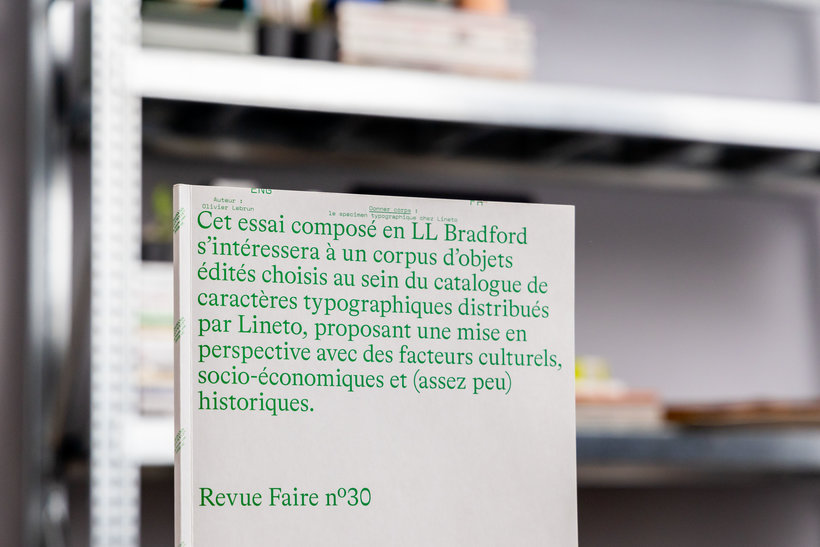 ENG
Auteur :
Olivier Lebrun
Donner corps :
le specimen typographique chez Lineto
Cet essai composé en LL Bradford
s’intéressera à un corpus d’objets
édités choisis au sein du catalogue de
caractères typographiques distribués
par Lineto, proposant une mise en
perspective avec des facteurs culturels,
socio-économiques et (assez peu)
historiques.
Revue Faire nº30